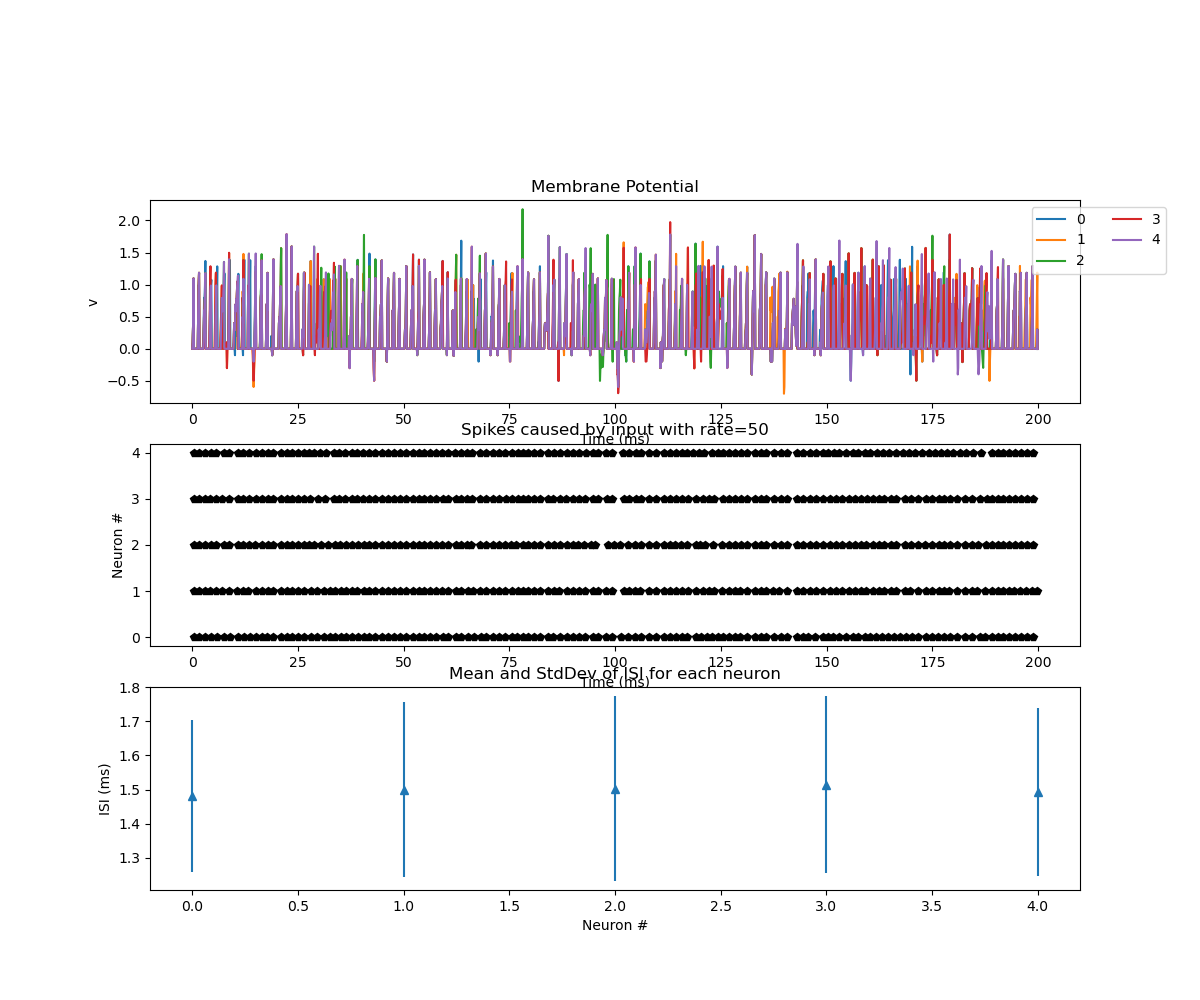 Membrane Potential
2.0
1.5
1.0
0.5
0.0
−0.5
v
0 3
1 4
2
0 25 50 75 100 125 150 175 200
Time (ms)
Spikes caused by input with rate=50
4
3
2
1
0
Neuron #
0 25 50 75 100 125 150 175 200
Time (ms)
Mean and StdDev of ISI for each neuron
1.8
1.7
1.6
1.5
1.4
1.3
ISI (ms)
0.0 0.5 1.0 1.5 2.0 2.5 3.0 3.5 4.0
Neuron #